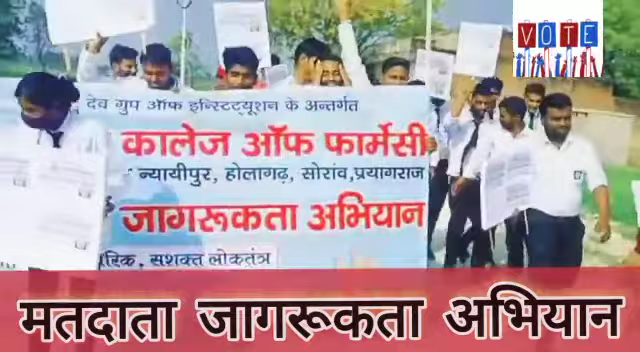 VOTE
देव ग्रुप ऑफ इन्स्टिट्यूशन के अन्तर्गत
कालेज ऑफ फार्मेसी
न्यायीपुर, होलागढ़, सोरांव, प्रयागराज
जागरूकता अभियान
सशक्त लोकतंत्र
मतदाता जागरूकता अभियान